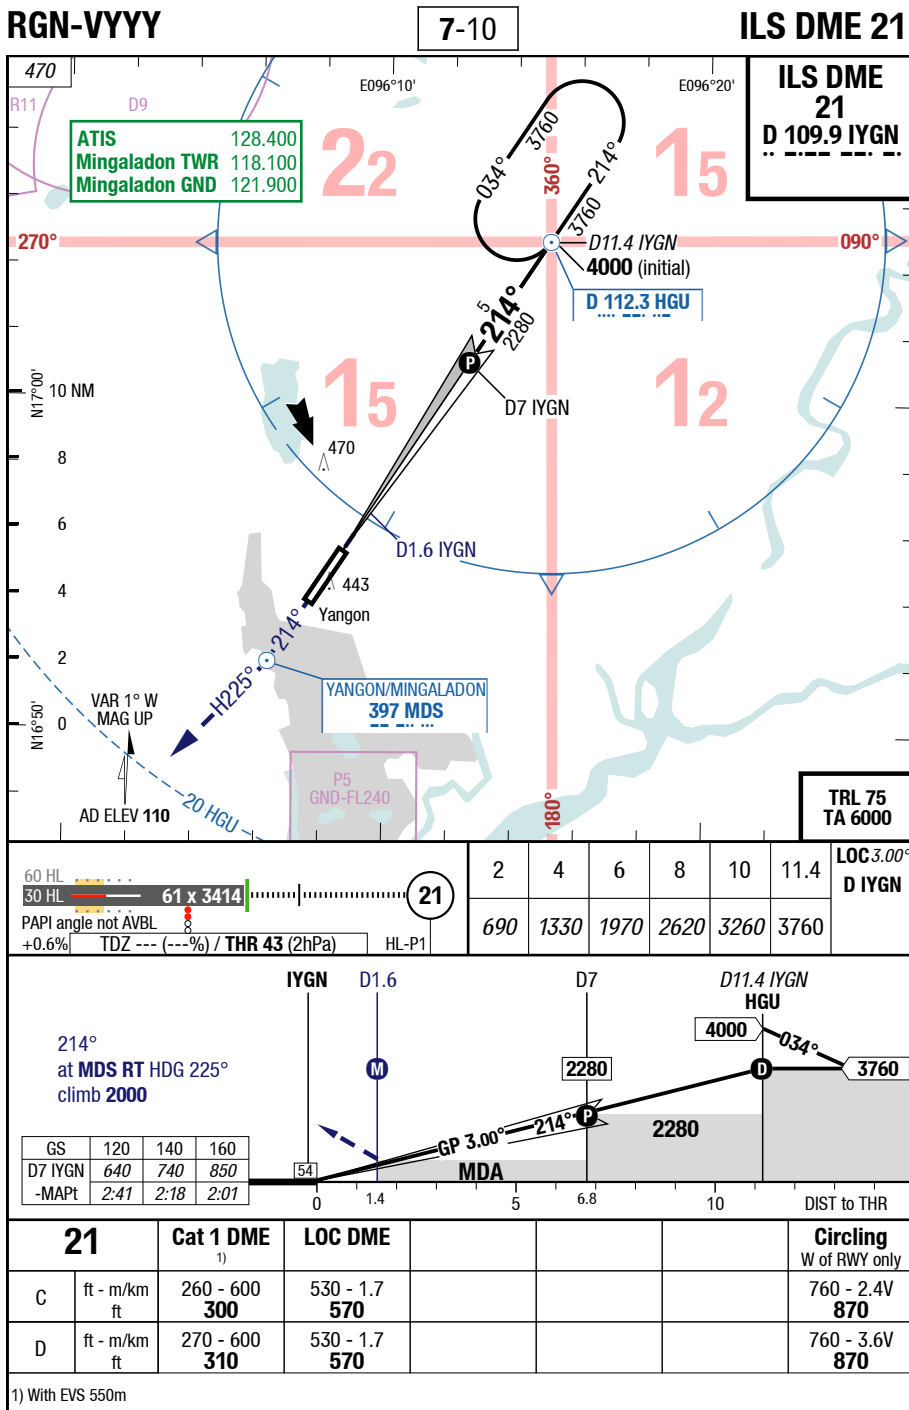 RGN-VYYY
7-10
ILS DME 21
470
E096°10'
E096°20'
ILS DME
21
D 109.9 IYGN
R11
D9
ATIS 128.400
Mingaladon TWR 118.100
Mingaladon GND 121.900
22
15
3760
034°
360°
214°
3760
270°
090°
D11.4 IYGN
4000 (initial)
D 112.3 HGU
5
214°
2280
D7 IYGN
15
12
N17°00'
10 NM
8
6
4
2
0
N16°50'
470
D1.6 IYGN
443
Yangon
214°
H225°
YANGON/MINGALADON
397 MDS
VAR 1° W
MAG UP
AD ELEV 110
20 HGU
P5
GND-FL240
180°
TRL 75
TA 6000
60 HL
30 HL
61 x 3414
21
PAPI angle not AVBL
+0.6%
TDZ --- (---%) / THR 43 (2hPa)
HL-P1
2 4 6 8 10 11.4 LOC 3.00°
D IYGN
690 1330 1970 2620 3260 3760
IYGN
D1.6
D7
D11.4 IYGN
HGU
4000
034°
3760
214°
at MDS RT HDG 225°
climb 2000
M
2280
D
P
GP 3.00°
214°
2280
MDA
54
GS 120 140 160
D7 IYGN 640 740 850
-MAPt 2:41 2:18 2:01
0 1.4 5 6.8 10 DIST to THR
21 Cat 1 DME LOC DME Circling
1) W of RWY only
C ft - m/km 260 - 600 530 - 1.7 760 - 2.4V
ft 300 570 870
D ft - m/km 270 - 600 530 - 1.7 760 - 3.6V
ft 310 570 870
1) With EVS 550m